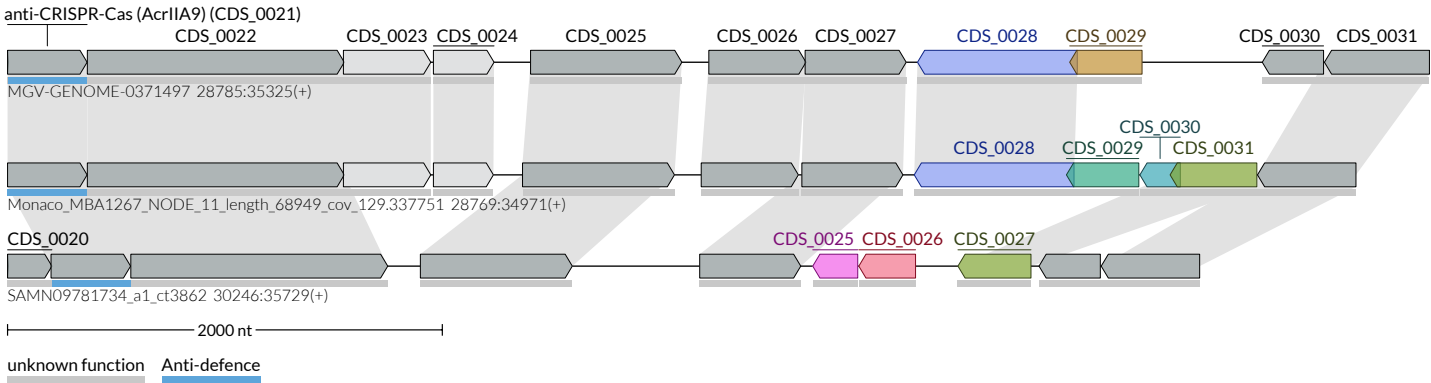 anti-CRISPR-Cas (AcrIIA9) (CDS_0021)
CDS_0022 CDS_0023 CDS_0024 CDS_0025 CDS_0026 CDS_0027 CDS_0028 CDS_0029 CDS_0030 CDS_0031
MGV-GENOME-0371497 28785:35325(+)
CDS_0030
CDS_0028 CDS_0029 CDS_0031
Monaco_MBA1267_NODE_11_length_68949_cov_129.337751 28769:34971(+)
CDS_0020 CDS_0025 CDS_0026 CDS_0027
SAMN09781734_a1_ct3862 30246:35729(+)
2000 nt
unknown function Anti-defence